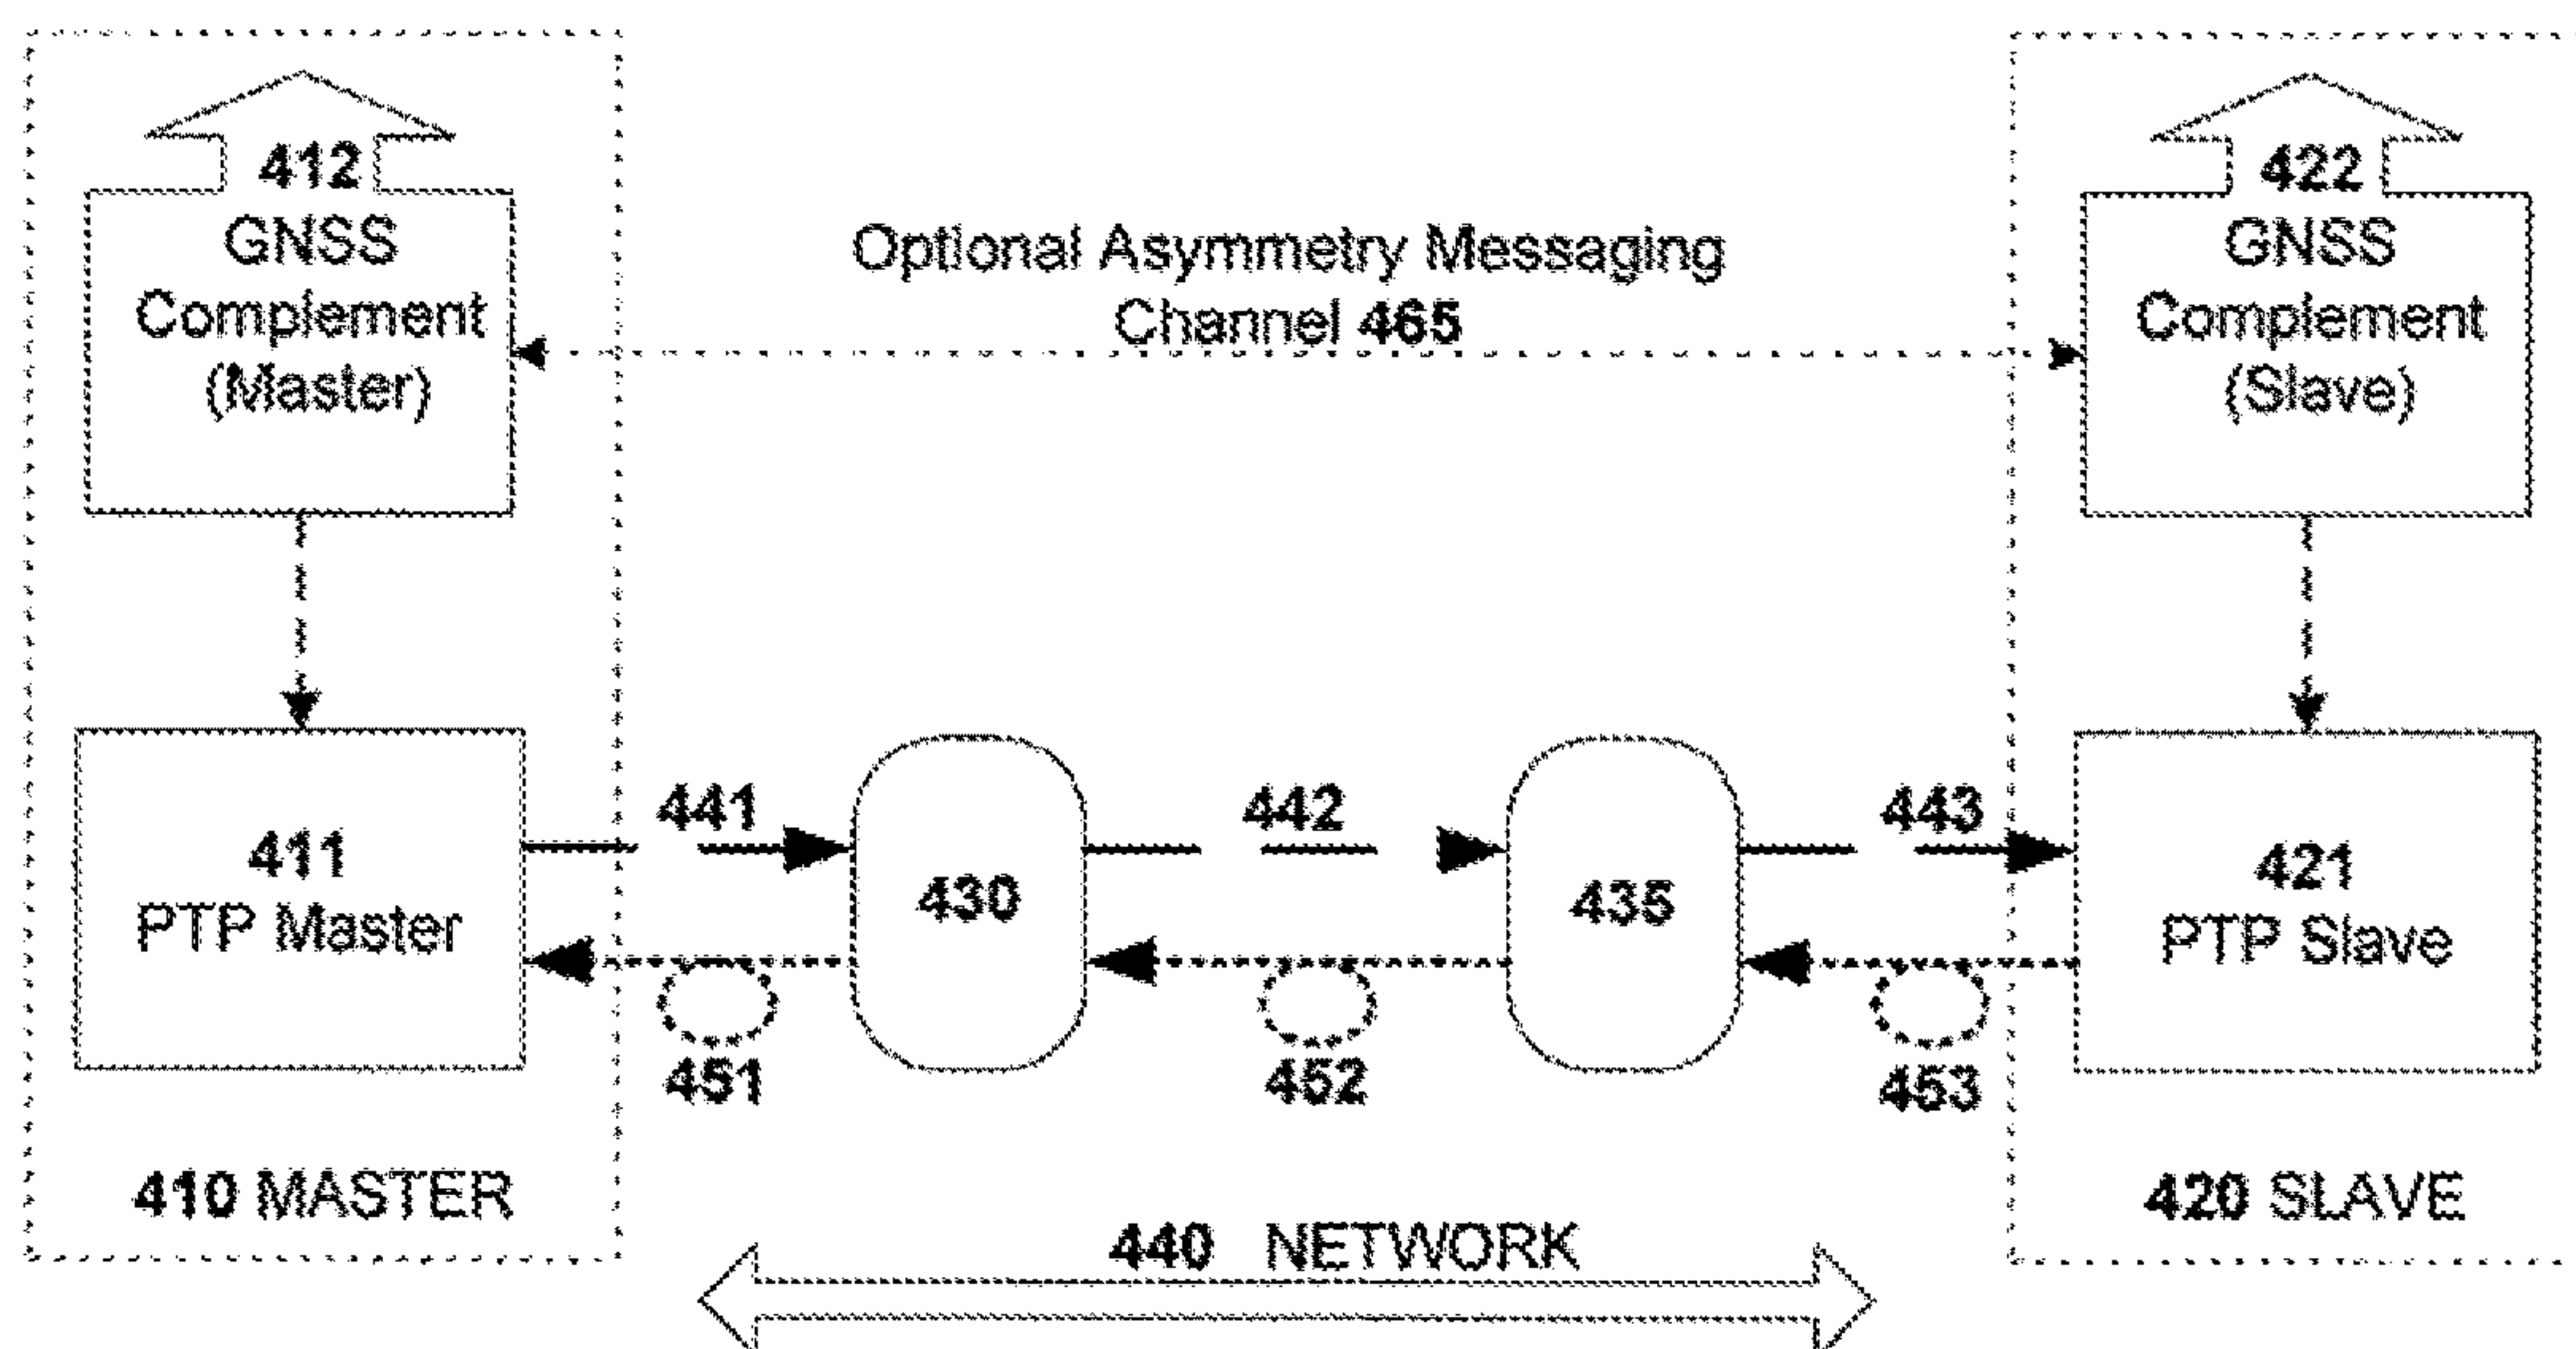 412
GNSS
Complement
(Master)
Optional Asymmetry Messaging
Channel 465
422
GNSS
Complement
(Slave)
441
442
443
411
PTP Master
430
435
421
PTP Slave
451
452
453
410 MASTER
420 SLAVE
440 NETWORK